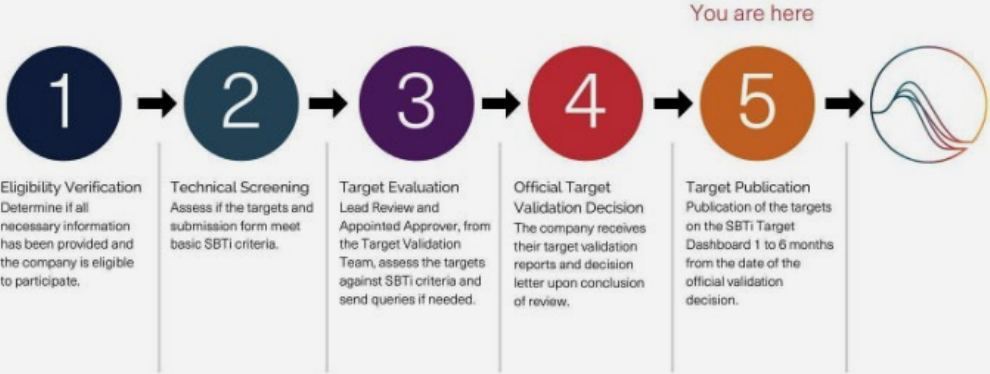 You are here
1
2
3
4
5
Eligibility Verification
Determine if all
necessary information
has been provided and
the company is eligible
to participate.
Technical Screening
Assess if the targets and
submission form meet
basic SBTi criteria.
Target Evaluation
Lead Review and
Appointed Approver, from
the Target Validation
Team, assess the targets
against SBTi criteria and
send queries if needed.
Official Target
Validation Decision
The company receives
their target validation
reports and decision
letter upon conclusion
of review.
Target Publication
Publication of the targets
on the SBTi Target
Dashboard 1 to 6 months
from the date of the
official validation
decision.